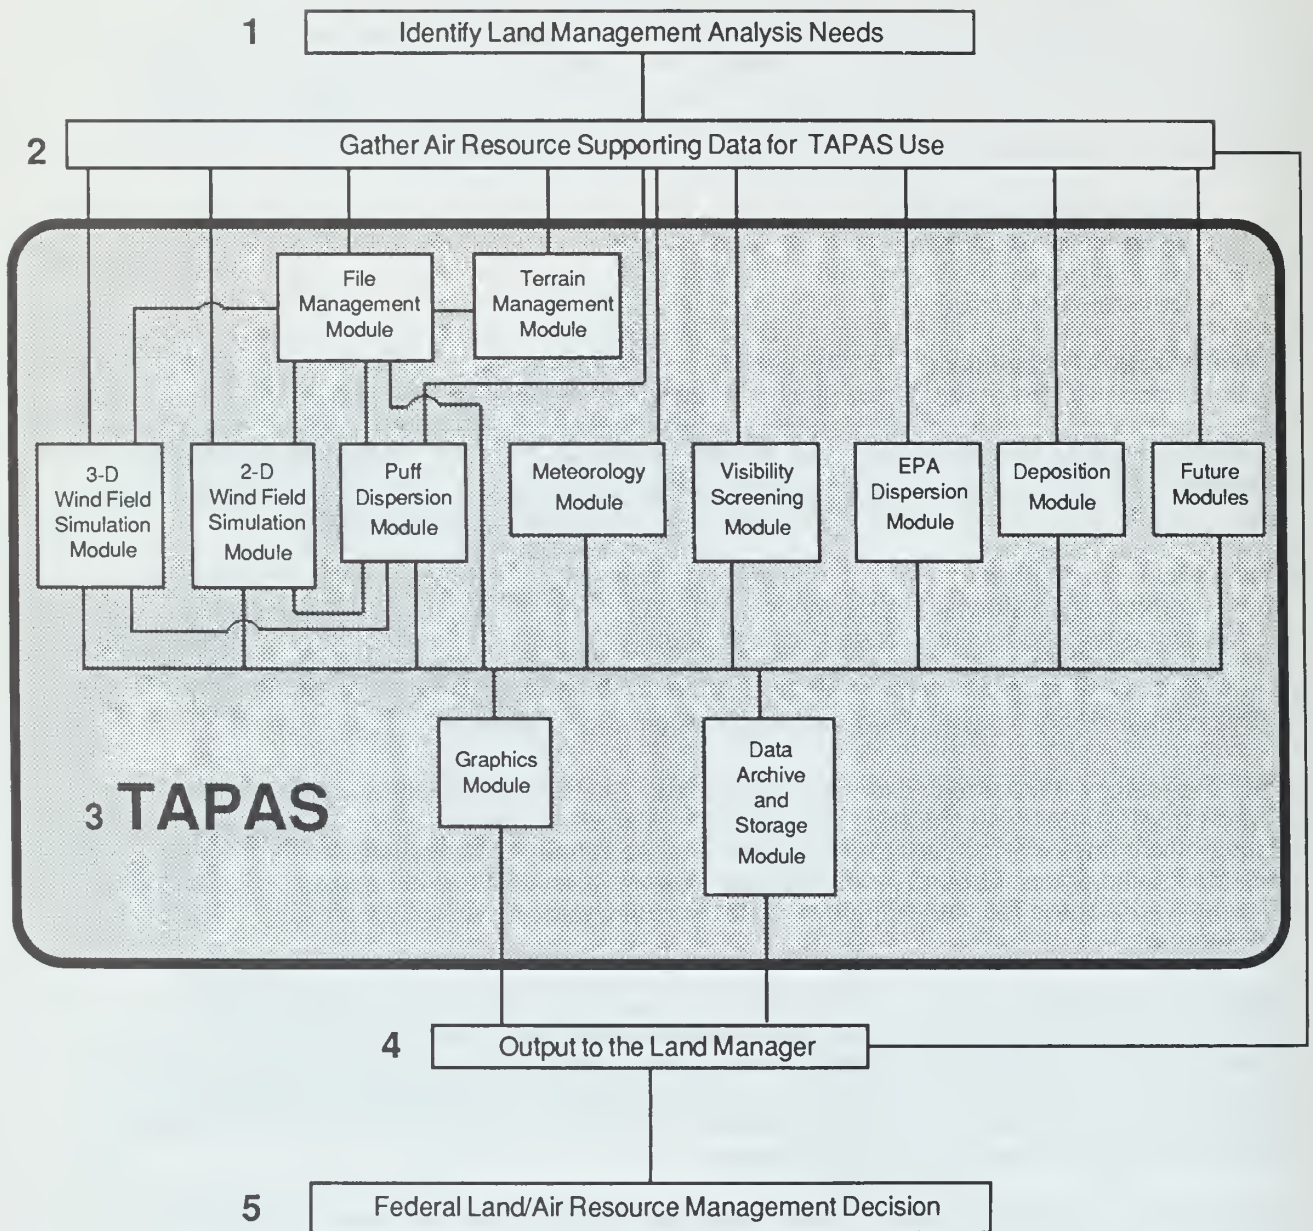 1 Identify Land Management Analysis Needs
2 Gather Air Resource Supporting Data for TAPAS Use
File
Management
Module
Terrain
Management
Module
3-D
Wind Field
Simulation
Module
2-D
Wind Field
Simulation
Module
Puff
Dispersion
Module
Meteorology
Module
Visibility
Screening
Module
EPA
Dispersion
Module
Deposition
Module
Future
Modules
Graphics
Module
Data
Archive
and
Storage
Module
3 TAPAS
4 Output to the Land Manager
5 Federal Land/Air Resource Management Decision